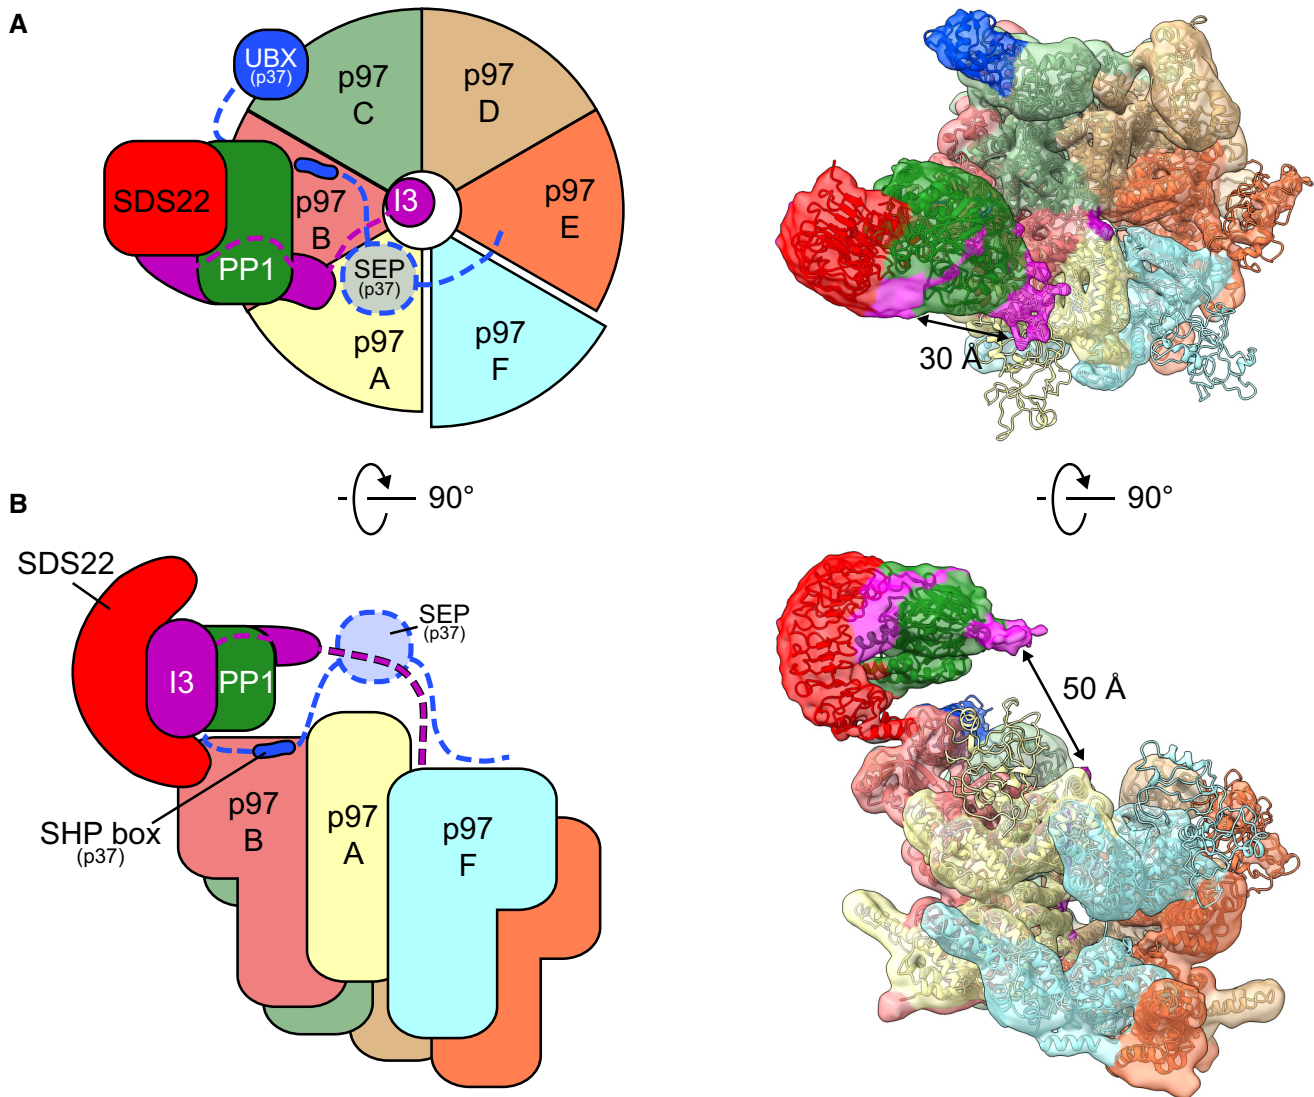 A
UBX
(p37)
p97
C
p97
D
SDS22
PP1
p97
B
I3
p97
E
SEP
(p37)
p97
A
p97
F
30 Å
90°
90°
B
SDS22
SEP
(p37)
I3
PP1
SHP box
(p37)
p97
B
p97
A
p97
F
50 Å